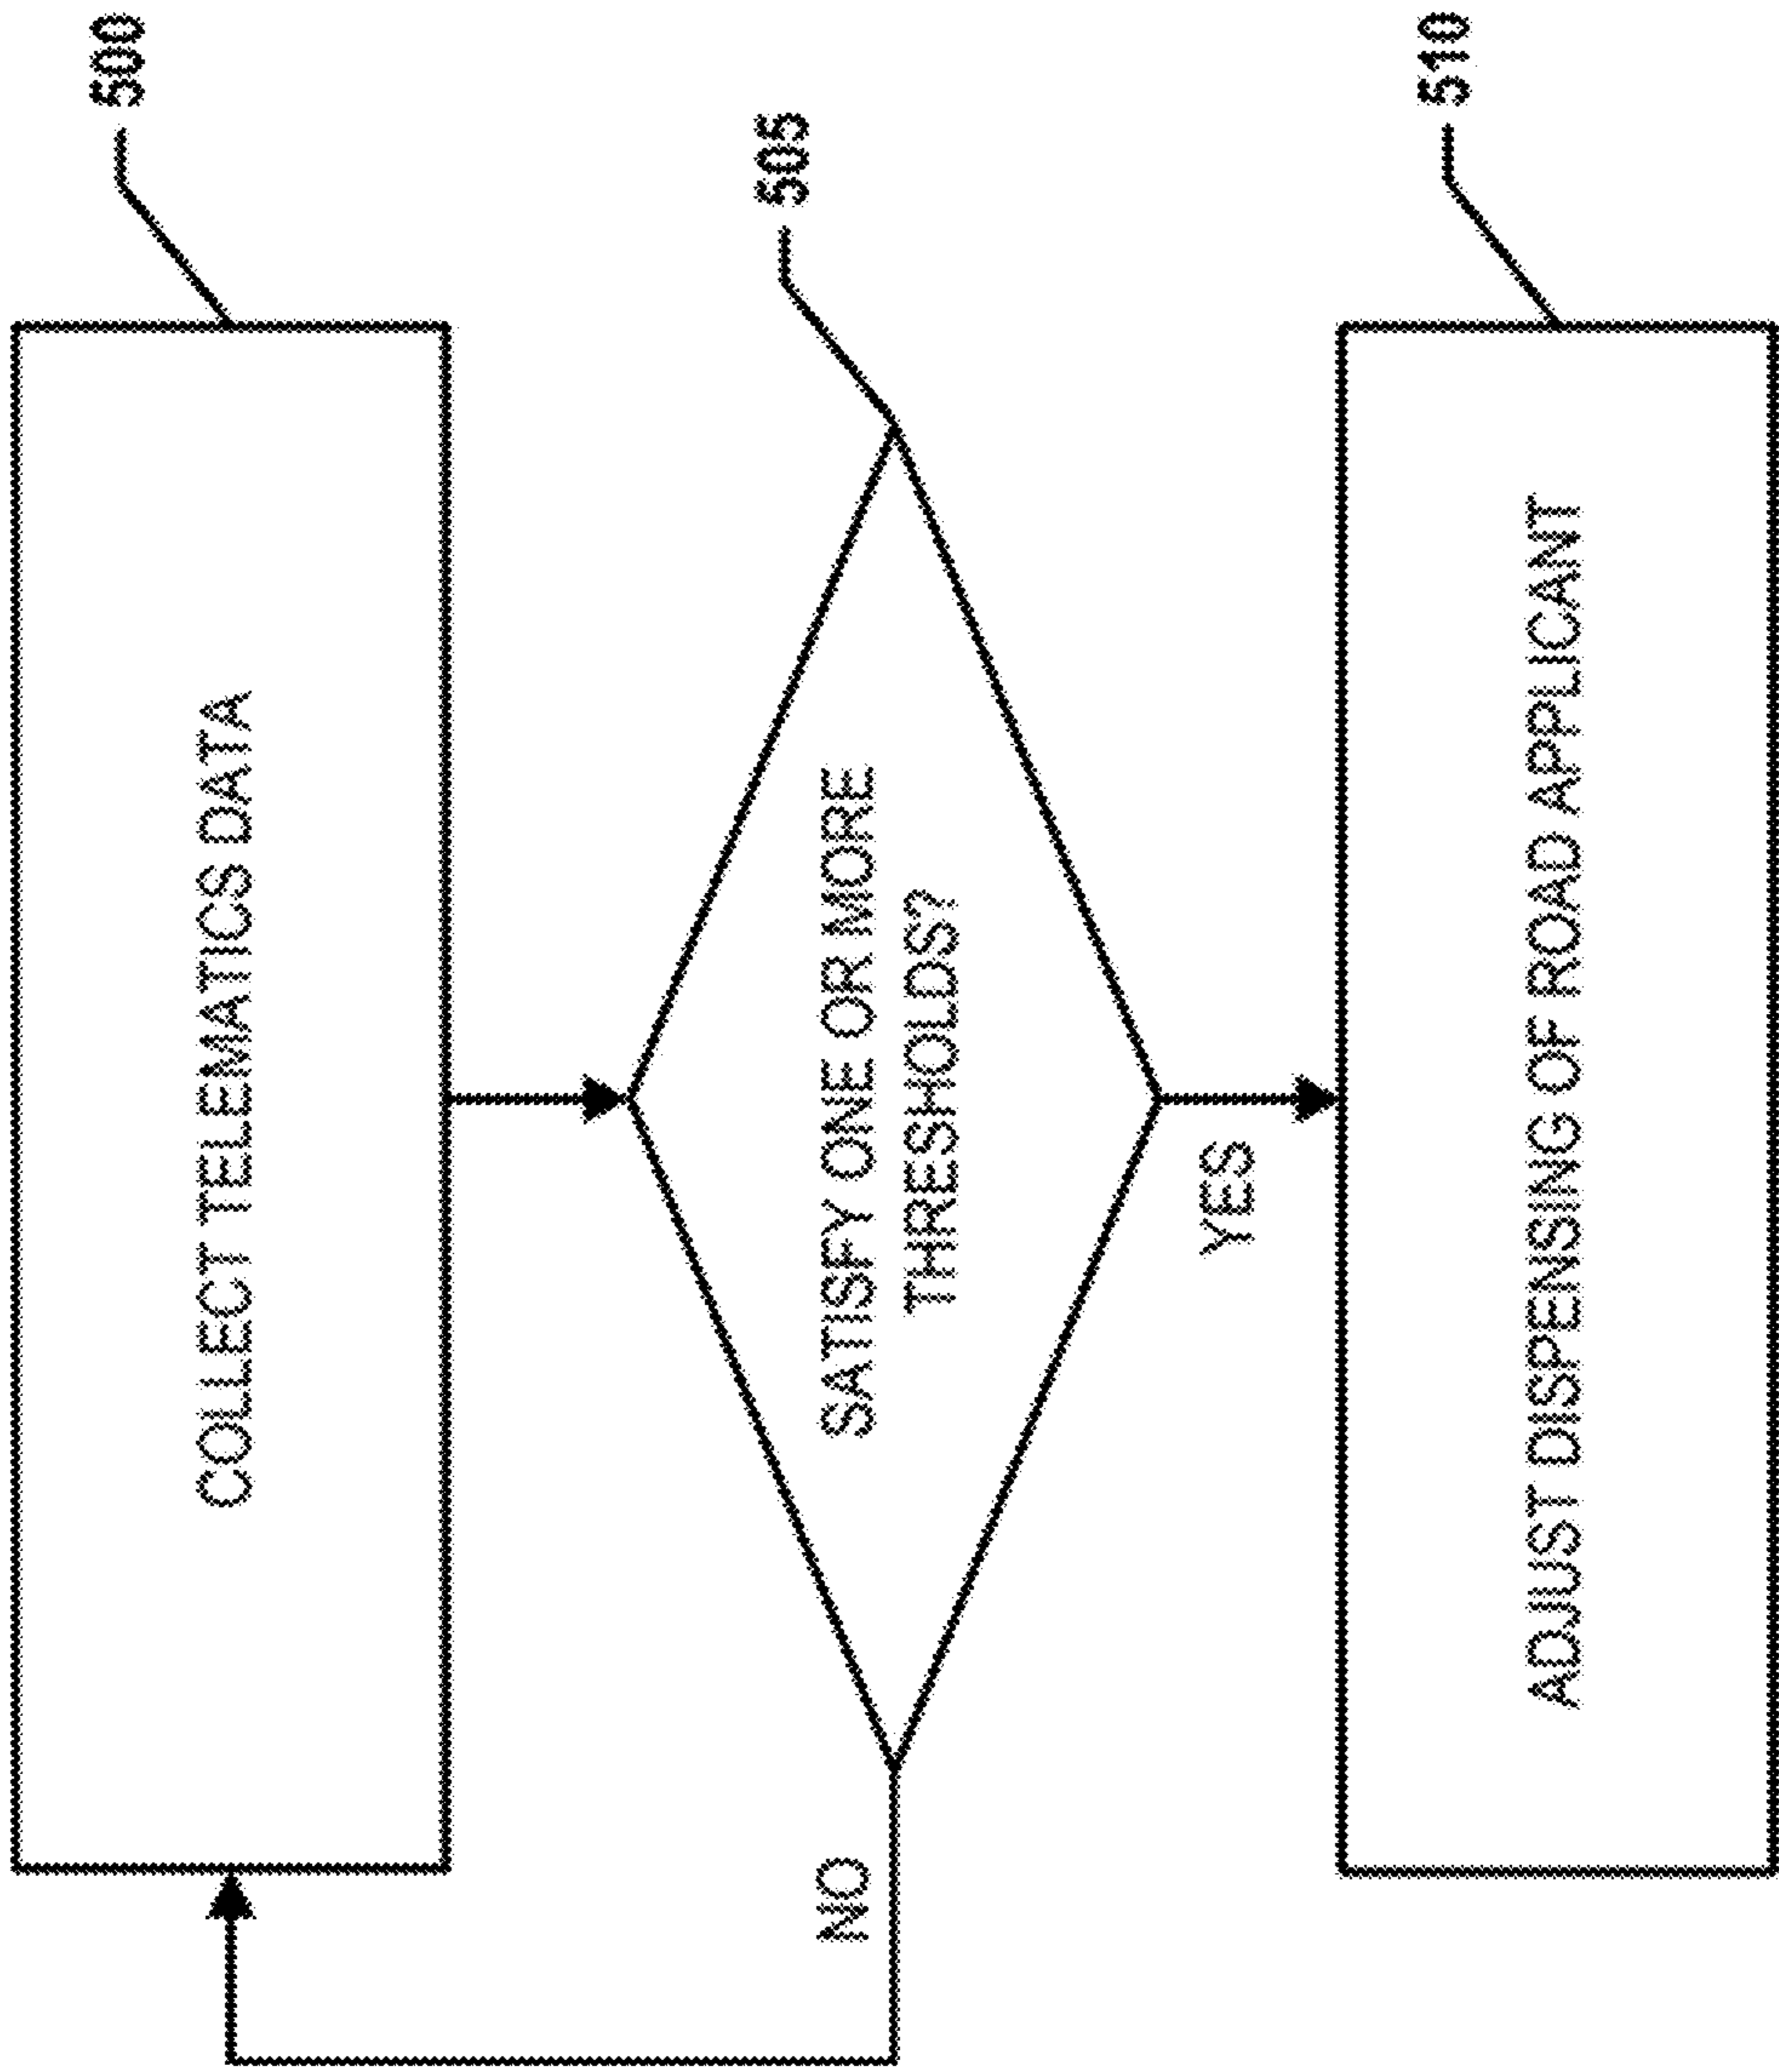 500
COLLECT TELEMATICS DATA
505
SATISFY ONE OR MORE
THRESHOLDS?
NO
YES
510
ADJUST DISPENSING OF ROAD APPLICANT